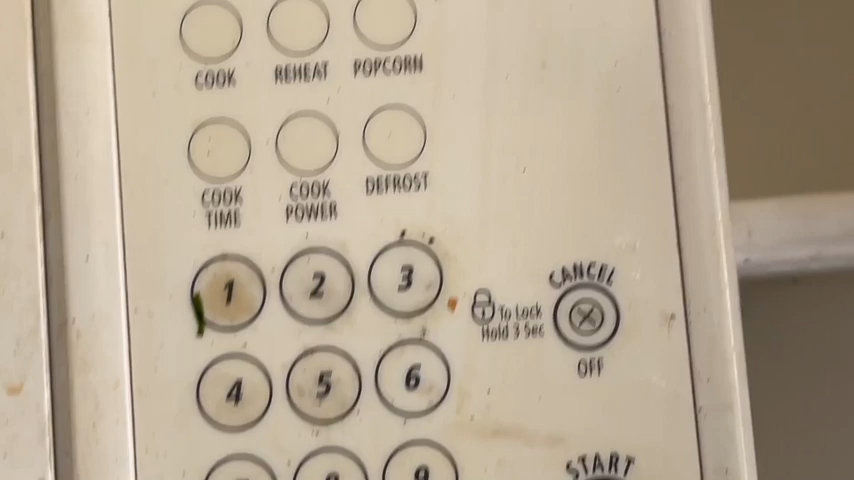 COOK
REHEAT
POPCORN
COOK
TIME
COOK
POWER
DEFROST
1
2
3
To Lock
Hold 3 Sec
CANCEL
OFF
4
5
6
9
START